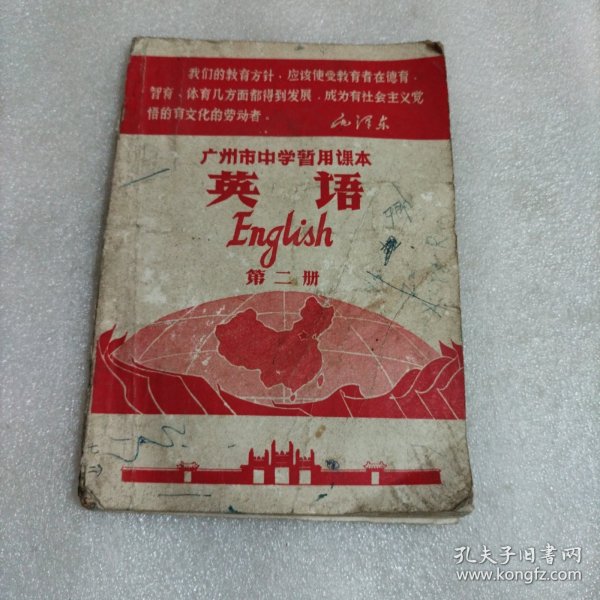 我们的教育方针，应该使受教育者在德育、
智育、体育几方面都得到发展，成为有社会主义觉
悟的有文化的劳动者。
毛泽东
广州市中学暂用课本
英语
English
第二册
孔夫子旧书网
www.kongfz.com